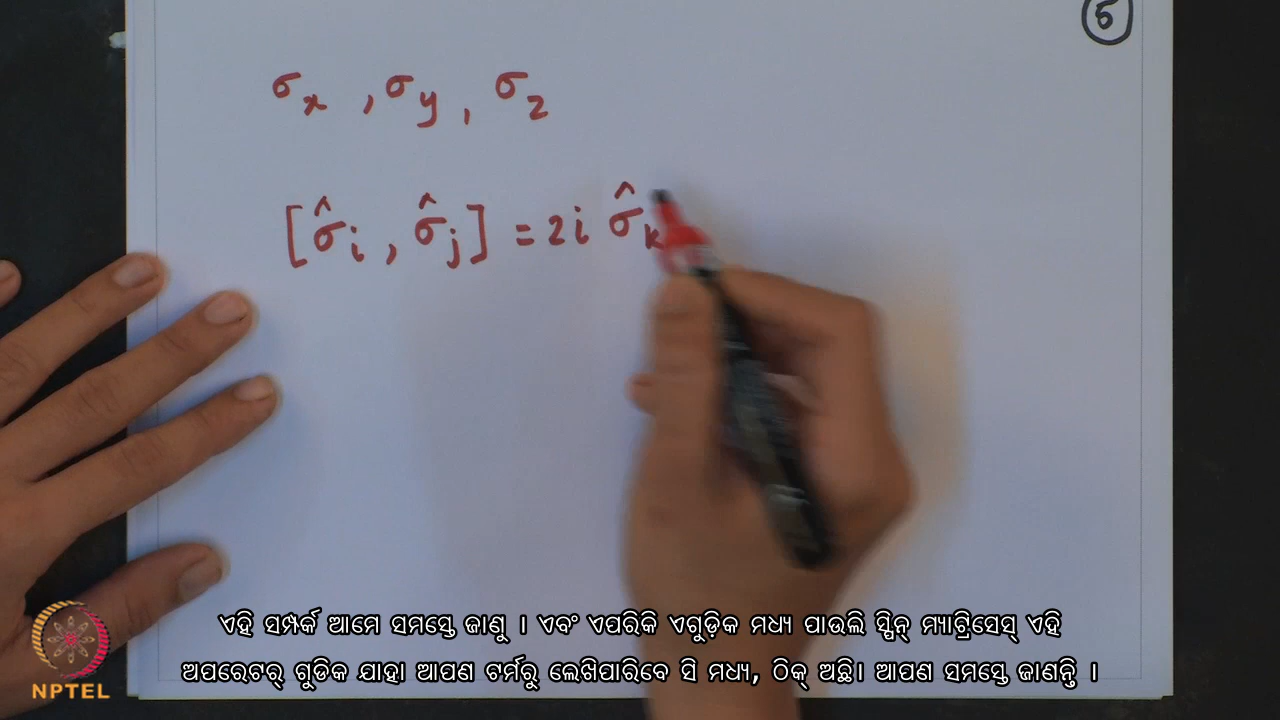 5
σx , σy , σz
[σ̂i , σ̂j] = 2i σ̂k
ଏହି ସମ୍ପର୍କ ଆମେ ସମସ୍ତେ ଜାଣୁ । ଏବଂ ଏପରିକି ଏଗୁଡ଼ିକ ମଧ୍ୟ ପାଉଲି ସ୍ପିନ୍ ମ୍ୟାଟ୍ରିସେସ୍ ଏହି
ଅପରେଟର୍ ଗୁଡିକ ଯାହା ଆପଣ ଟର୍ମରୁ ଲେଖିପାରିବେ ସି ମଧ୍ୟ, ଠିକ୍ ଅଛି। ଆପଣ ସମସ୍ତେ ଜାଣନ୍ତି ।
NPTEL